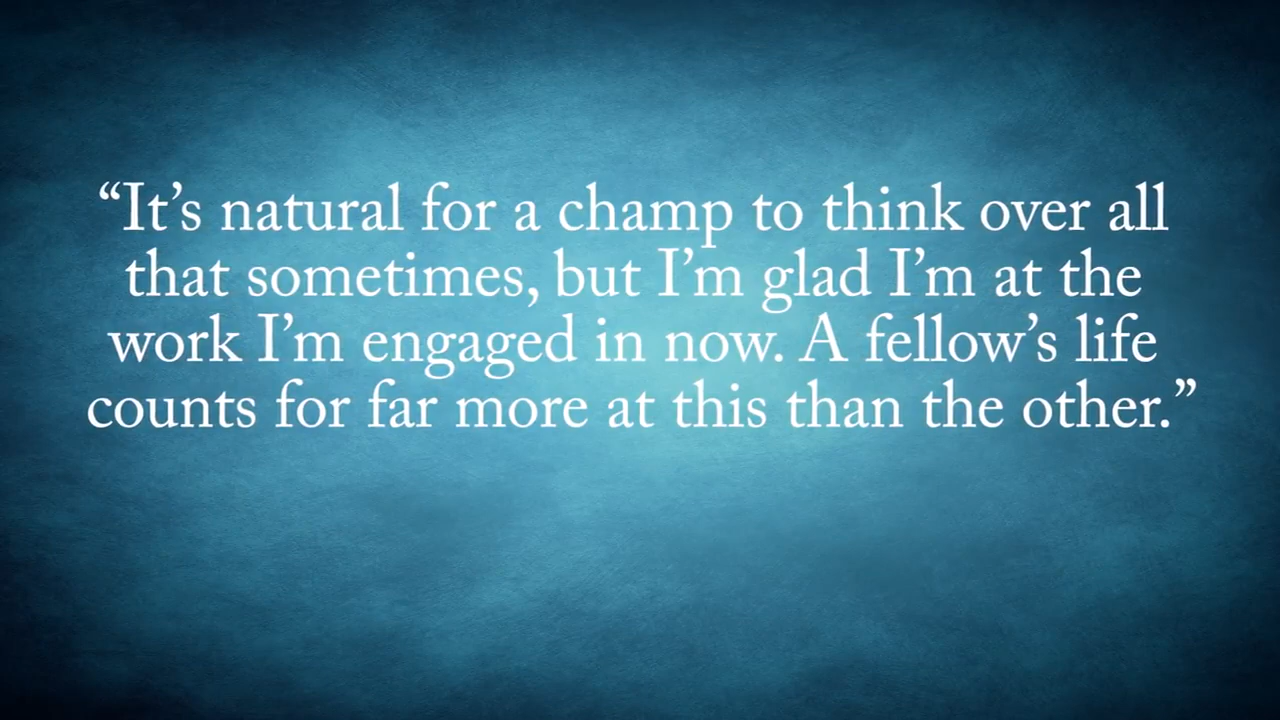 “It’s natural for a champ to think over all
that sometimes, but I’m glad I’m at the
work I’m engaged in now. A fellow’s life
counts for far more at this than the other.”